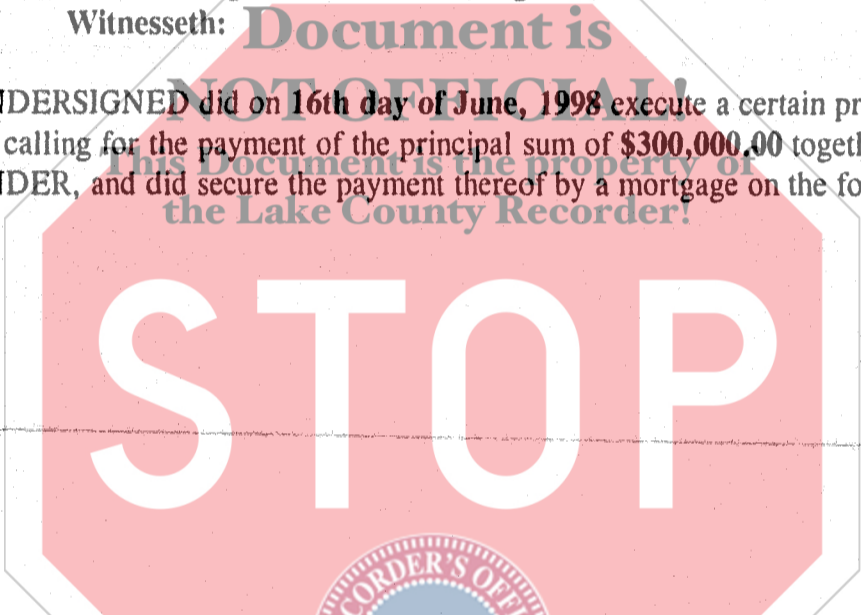 Witnesseth:
Document is
NOT OFFICIAL!
NDERSIGNED did on 16th day of June, 1998 execute a certain pr
calling for the payment of the principal sum of $300,000.00 togeth
This Document is the property of
NDER, and did secure the payment thereof by a mortgage on the fo
the Lake County Recorder!
STOP
CORDER'S OFF